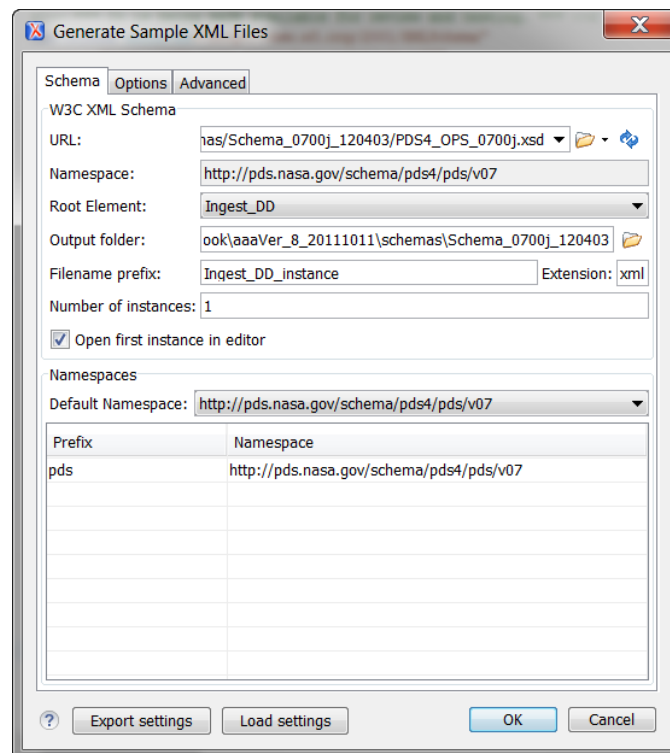 Generate Sample XML Files
Schema Options Advanced
W3C XML Schema
URL: nas/Schema_0700j_120403/PDS4_OPS_0700j.xsd
Namespace: http://pds.nasa.gov/schema/pds4/pds/v07
Root Element: Ingest_DD
Output folder: ook\aaaVer_8_20111011\schemas\Schema_0700j_120403
Filename prefix: Ingest_DD_instance Extension: xml
Number of instances: 1
Open first instance in editor
Namespaces
Default Namespace: http://pds.nasa.gov/schema/pds4/pds/v07
Prefix Namespace
pds http://pds.nasa.gov/schema/pds4/pds/v07
? Export settings Load settings OK Cancel